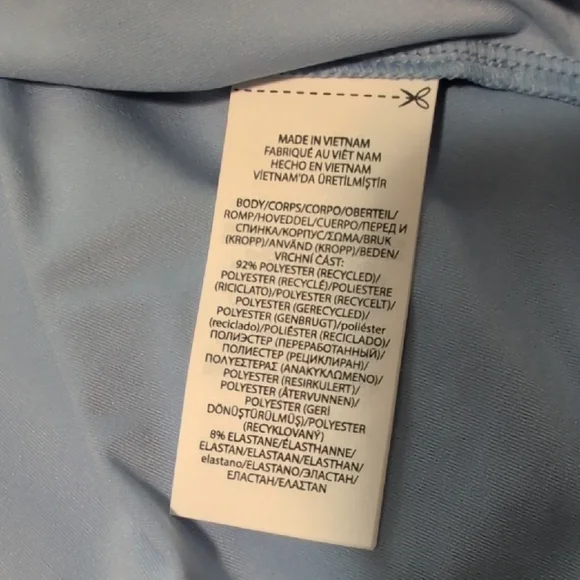 MADE IN VIETNAM
FABRIQUÉ AU VIÊT NAM
HECHO EN VIETNAM
VİETNAM'DA ÜRETİLMİŞTİR
BODY/CORPS/CORPO/OBERTEIL/
ROMP/HOVEDDEL/CUERPO/ПЕРЕД И
СПИНКА/КОРПУС/ΣΩΜΑ/BRUK
(KROPP)/ANVÄND (KROPP)/BEDEN/
VRCHNÍ ČÁST:
92% POLYESTER (RECYCLED)/
POLYESTER (RECYCLÉ)/POLIESTERE
(RICICLATO)/POLYESTER (RECYCELT)/
POLYESTER (GERECYCLED)/
POLYESTER (GENBRUGT)/poliéster
(reciclado)/POLIÉSTER (RECICLADO)/
ПОЛИЭСТЕР (ПЕРЕРАБОТАННЫЙ)/
ПОЛИЕСТЕР (РЕЦИКЛИРАН)/
ΠΟΛΥΕΣΤΕΡΑΣ (ΑΝΑΚΥΚΛΩΜΕΝΟ)/
POLYESTER (RESIRKULERT)/
POLYESTER (ÅTERVUNNEN)/
POLYESTER (GERİ
DÖNÜŞTÜRÜLMÜŞ)/POLYESTER
(RECYKLOVANÝ)
8% ELASTANE/ÉLASTHANNE/
ELASTAN/ELASTAAN/ELASTHAN/
elastano/ELASTANO/ЭЛАСТАН/
ЕЛАСТАН/ΕΛΑΣΤΑΝ